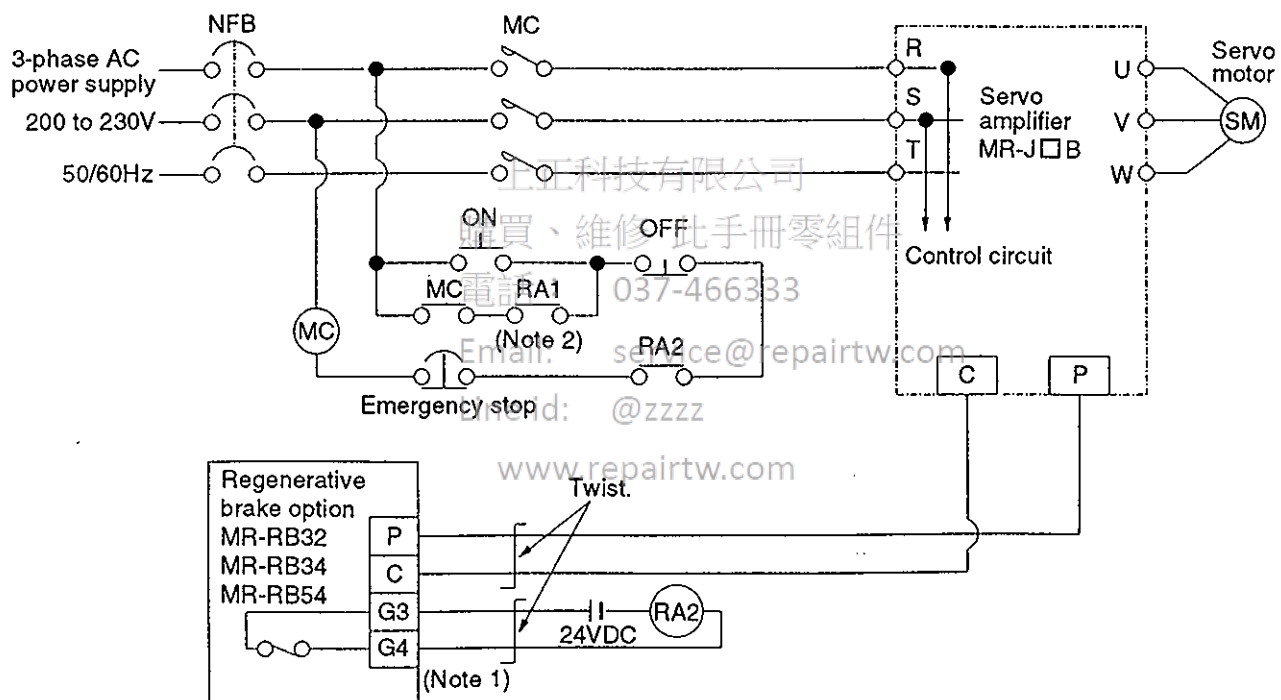 NFB
MC
3-phase AC
power supply
200 to 230V
50/60Hz
R
S
T
Servo
amplifier
MR-J□B
Control circuit
U
V
W
Servo
motor
SM
上正科技有限公司
購買、維修 此手冊零組件
電話: 037-466333
Email: service@repairtw.com
Line id: @zzzz
www.repairtw.com
ON
OFF
MC
RA1
(Note 2)
MC
RA2
Emergency stop
C
P
Regenerative
brake option
MR-RB32
MR-RB34
MR-RB54
P
C
G3
G4
Twist.
24VDC
RA2
(Note 1)